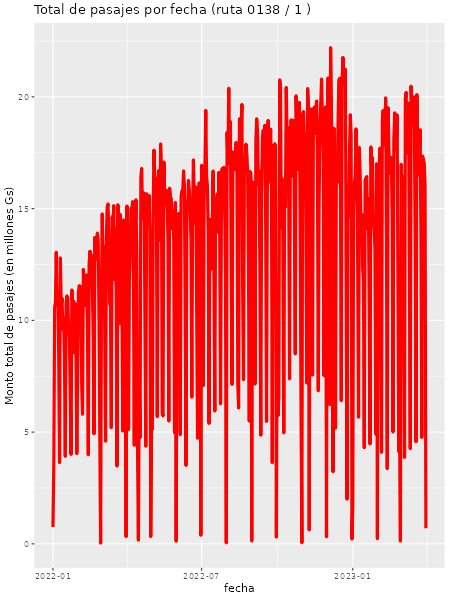 Total de pasajes por fecha (ruta 0138 / 1 )
Monto total de pasajes (en millones Gs)
20
15
10
5
0
2022-01
2022-07
2023-01
fecha